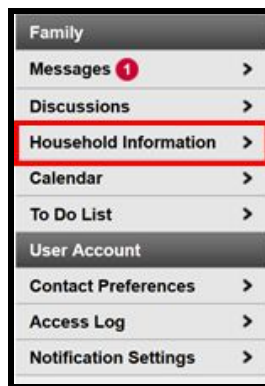 Family
Messages 1
Discussions
Household Information
Calendar
To Do List
User Account
Contact Preferences
Access Log
Notification Settings